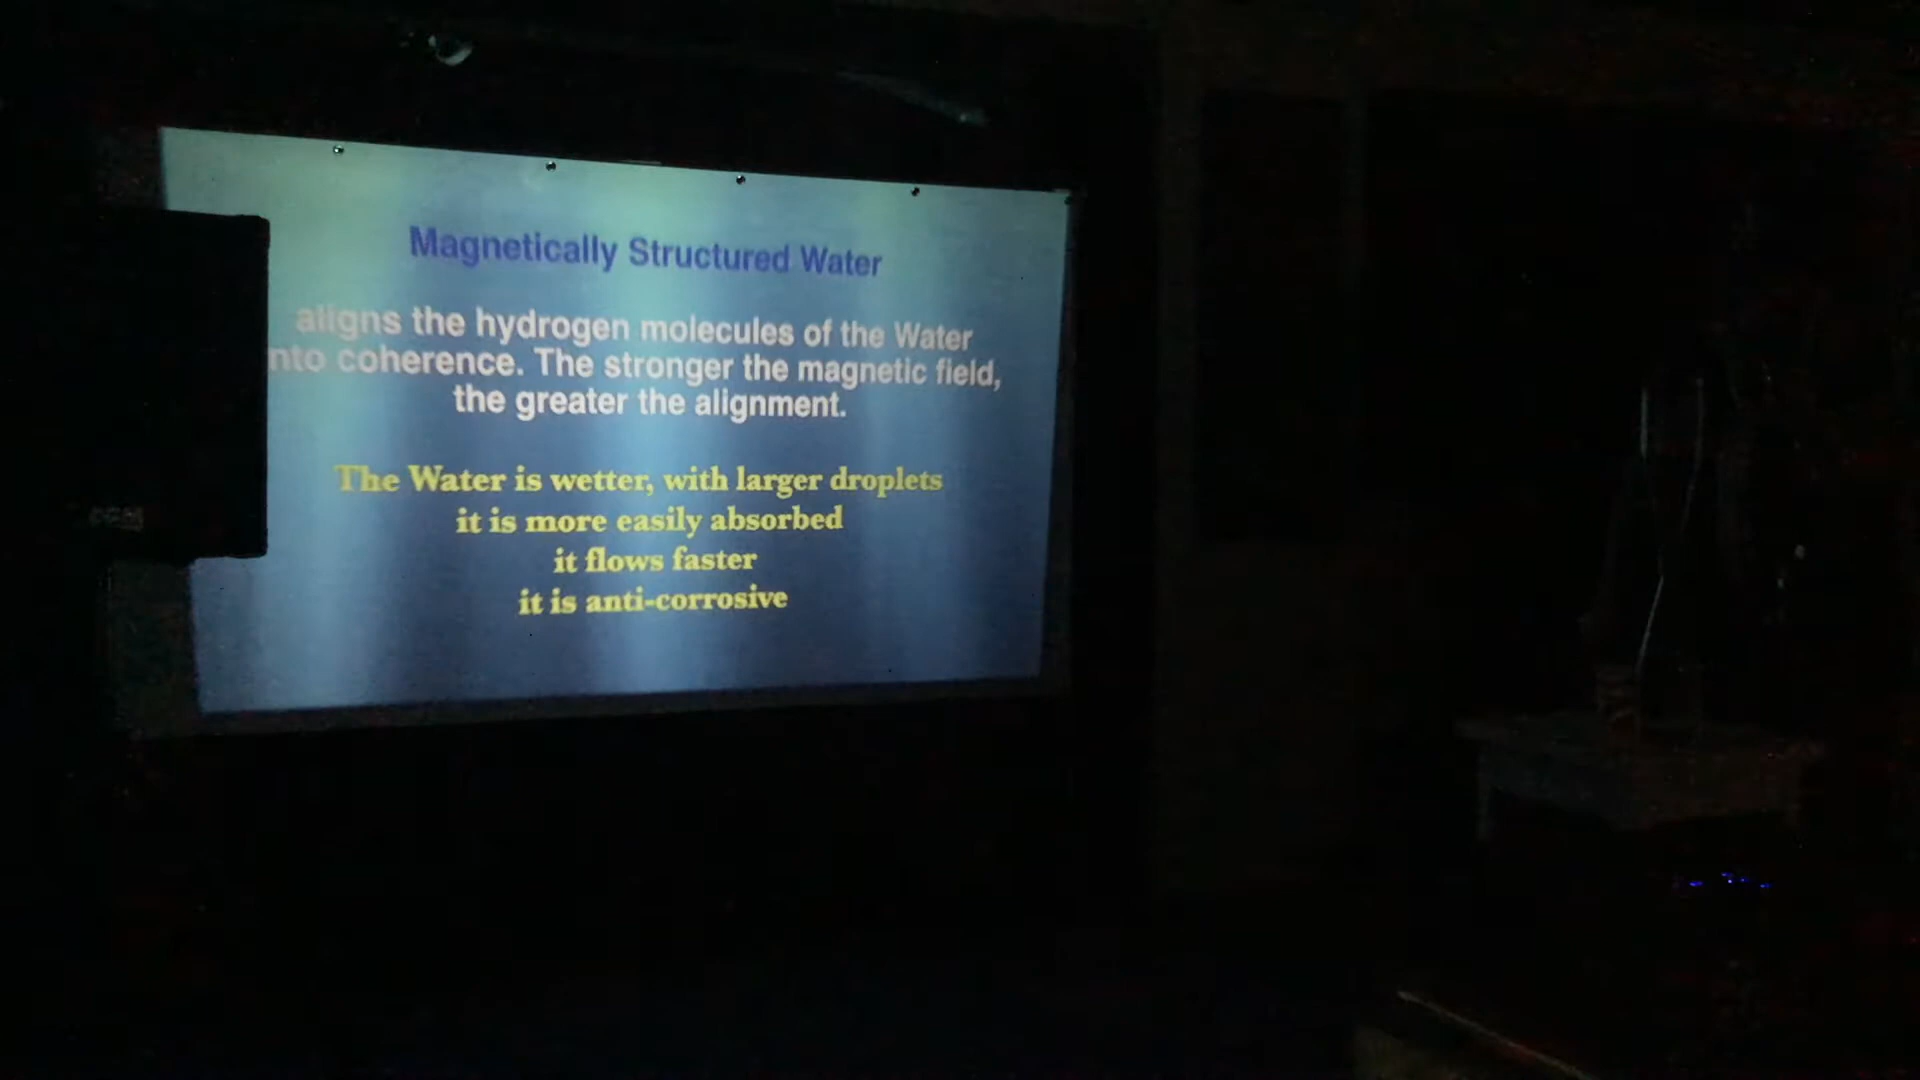 Magnetically Structured Water
aligns the hydrogen molecules of the Water
nto coherence. The stronger the magnetic field,
the greater the alignment.
The Water is wetter, with larger droplets
it is more easily absorbed
it flows faster
it is anti-corrosive